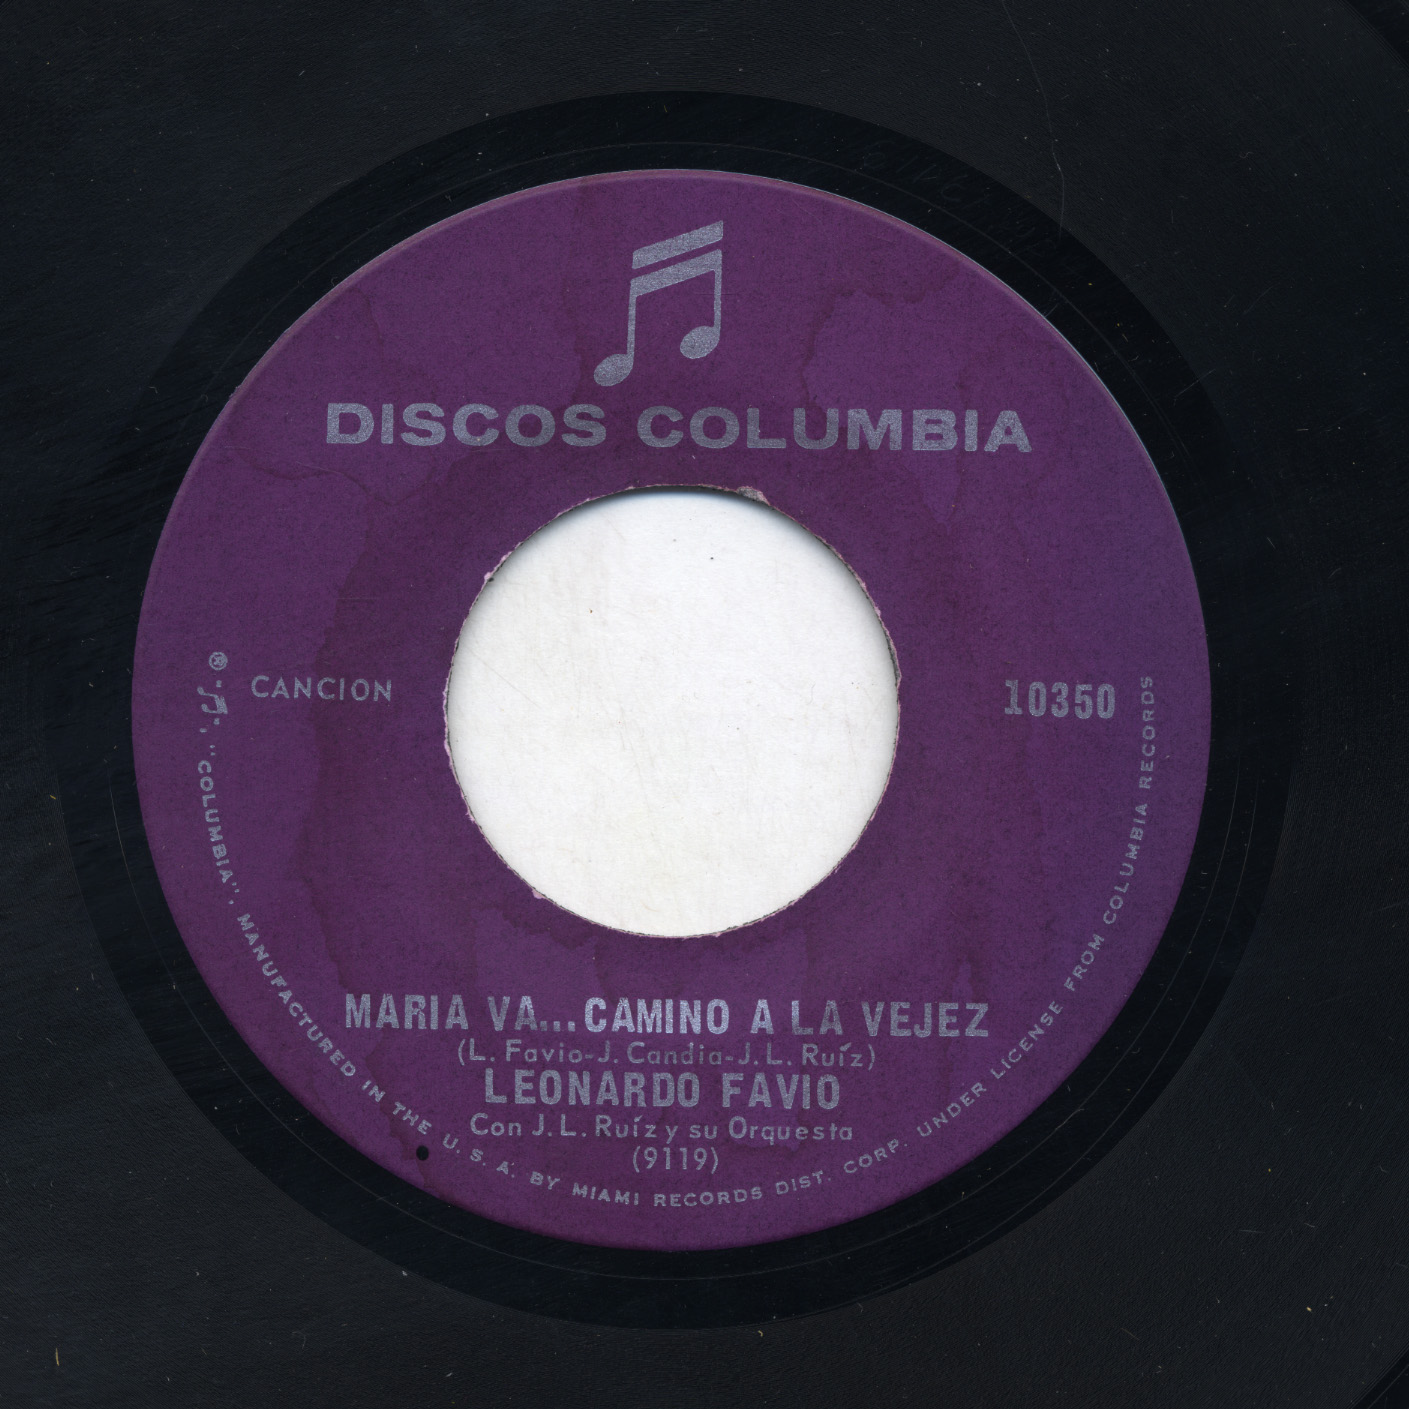 DISCOS COLUMBIA
CANCION
10350
MARIA VA...CAMINO A LA VEJEZ
(L. Favio-J. Candia-J. L. Ruíz)
LEONARDO FAVIO
Con J. L. Ruíz y su Orquesta
(9119)
® "♫", "COLUMBIA", MANUFACTURED IN THE U. S. A. BY MIAMI RECORDS DIST. CORP. UNDER LICENSE FROM COLUMBIA RECORDS